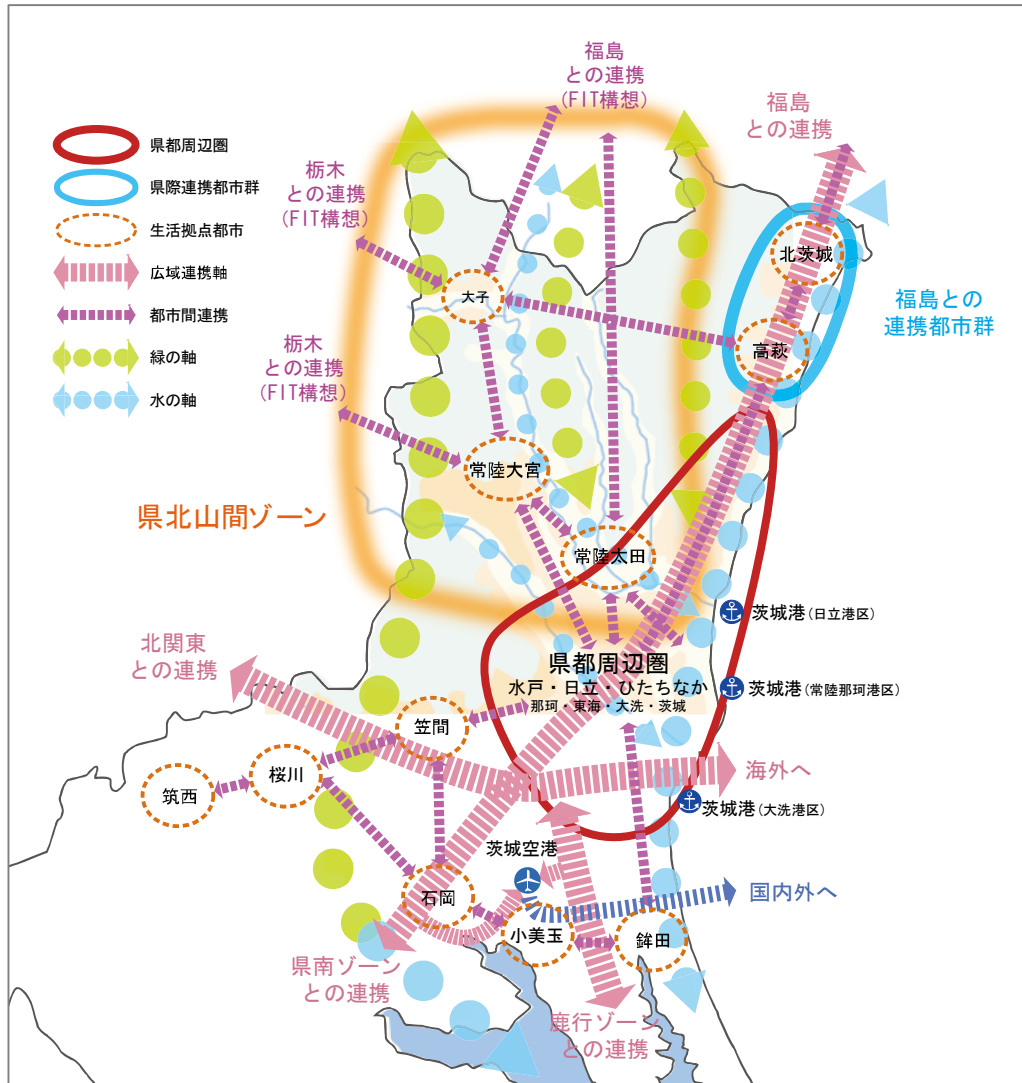 福島
との連携
(FIT構想)
福島
との連携
県都周辺圏
県際連携都市群
生活拠点都市
広域連携軸
都市間連携
緑の軸
水の軸
栃木
との連携
(FIT構想)
北茨城
大子
福島との
連携都市群
高萩
栃木
との連携
(FIT構想)
常陸大宮
県北山間ゾーン
常陸太田
茨城港(日立港区)
北関東
との連携
県都周辺圏
水戸・日立・ひたちなか
那珂・東海・大洗・茨城
茨城港(常陸那珂港区)
笠間
桜川
海外へ
筑西
茨城港(大洗港区)
茨城空港
石岡
国内外へ
小美玉
鉾田
県南ゾーン
との連携
鹿行ゾーン
との連携